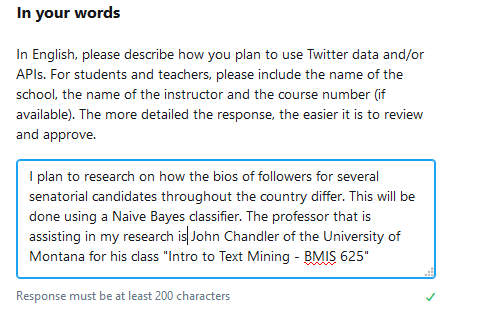 In your words
In English, please describe how you plan to use Twitter data and/or
APIs. For students and teachers, please include the name of the
school, the name of the instructor and the course number (if
available). The more detailed the response, the easier it is to review
and approve.
I plan to research on how the bios of followers for several
senatorial candidates throughout the country differ. This will be
done using a Naive Bayes classifier. The professor that is
assisting in my research is John Chandler of the University of
Montana for his class "Intro to Text Mining - BMIS 625"
Response must be at least 200 characters